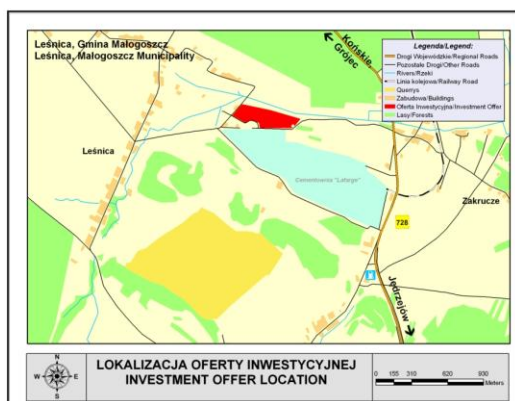 Leśnica, Gmina Małogoszcz
Leśnica, Małogoszcz Municipality
Końskie,
Grójec
Legenda/Legend:
Drogi Wojewódzkie/Regional Roads
Pozostałe Drogi/Other Roads
Rivers/Rzeki
Linia kolejowa/Railway Road
Querrys
Zabudowa/Buildings
Oferta Inwestycyjna/Investment Offer
Lasy/Forests
Leśnica
Cementownia "Lafarge"
Zakrucze
728
Jędrzejów
N
W
E
S
LOKALIZACJA OFERTY INWESTYCYJNEJ
INVESTMENT OFFER LOCATION
0 155 310 620 930
Meters